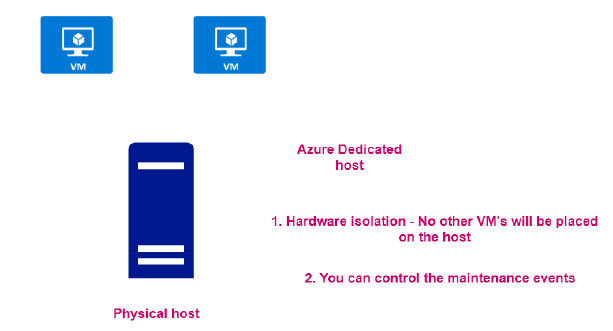 VM
VM
Azure Dedicated
host
1. Hardware isolation - No other VM's will be placed
on the host
2. You can control the maintenance events
Physical host